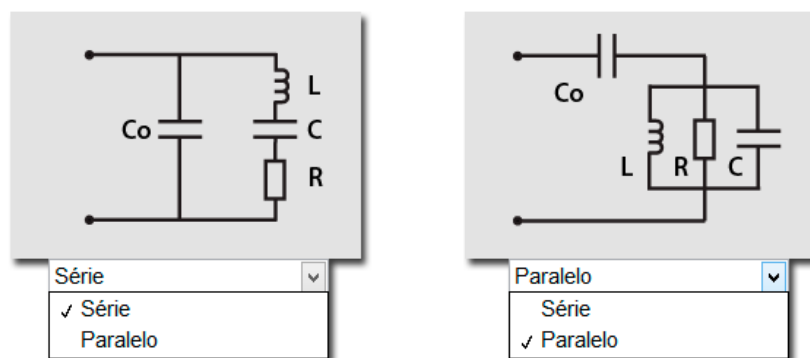 L
Co
C
R
Série
✓ Série
Paralelo
Co
L
R
C
Paralelo
Série
✓ Paralelo